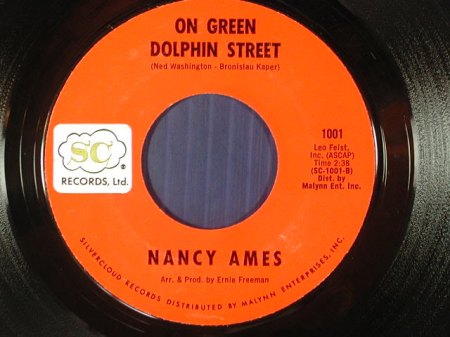 ON GREEN
DOLPHIN STREET
(Ned Washington - Bronislau Kaper)
SC
®
RECORDS, Ltd.
1001
Leo Feist,
Inc. (ASCAP)
Time 2:38
(SC-1001-B)
Dist. by
Malynn Ent. Inc.
NANCY AMES
Arr. & Prod. by Ernie Freeman
SILVERCLOUD RECORDS DISTRIBUTED BY MALYNN ENTERPRISES, INC.